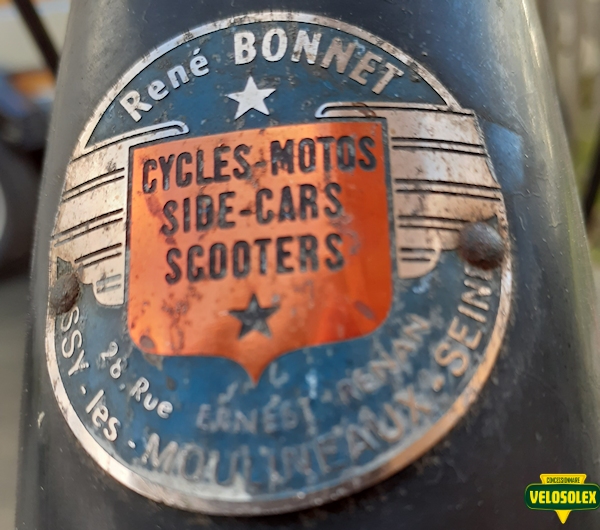 René BONNET
CYCLES-MOTOS
SIDE-CARS
SCOOTERS
28, Rue
ERNEST-RENAN
ISSY-les-MOULINEAUX-SEINE
CONCESSIONNAIRE
VELOSOLEX